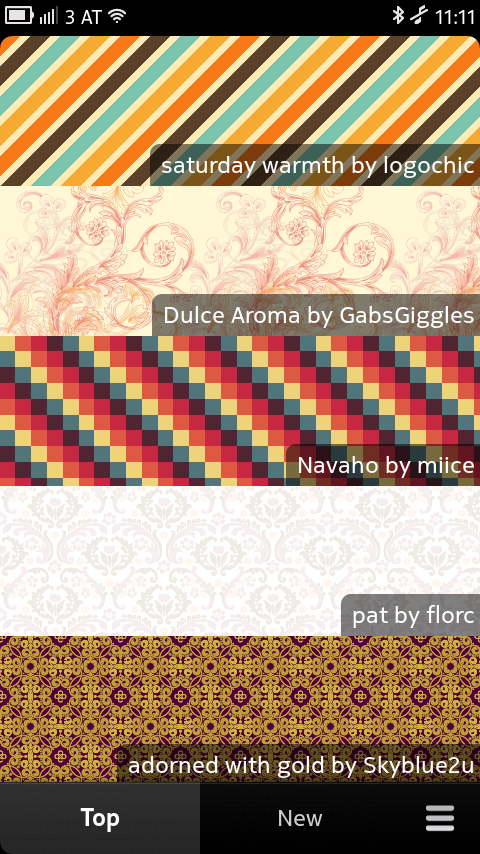 3 AT 11:11
saturday warmth by logochic
Dulce Aroma by GabsGiggles
Navaho by miice
pat by florc
adorned with gold by Skyblue2u
Top New